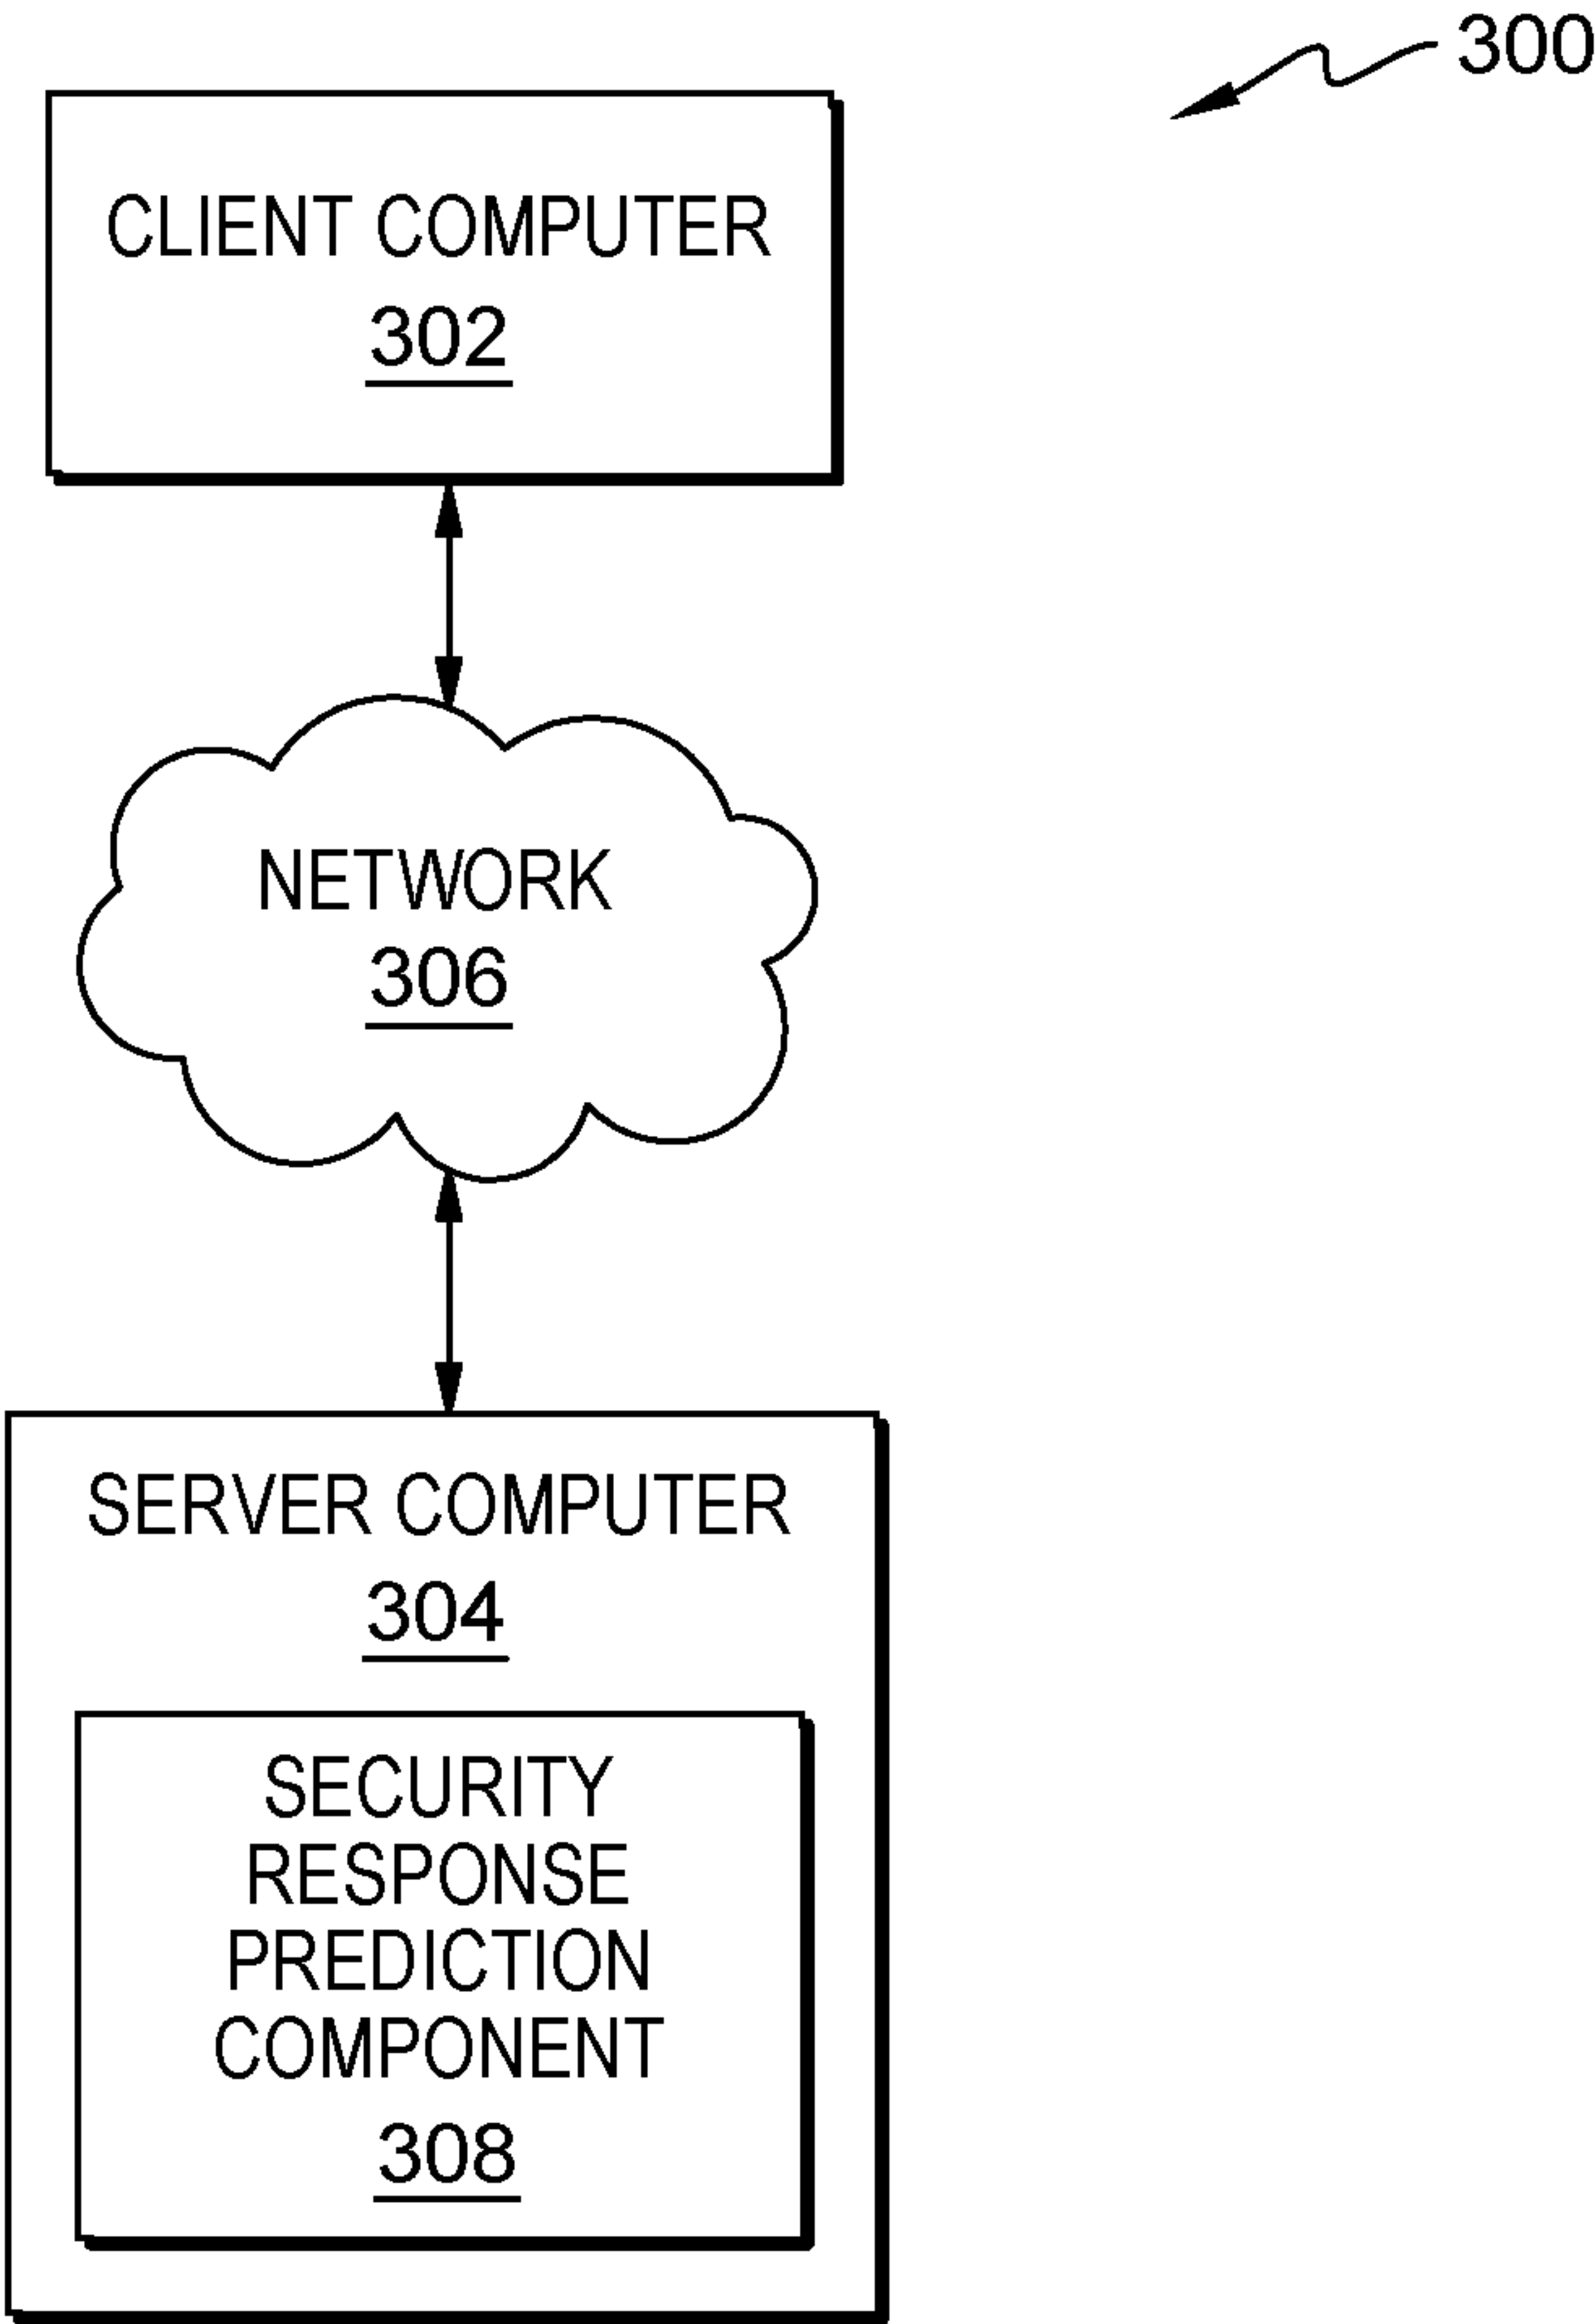 300
CLIENT COMPUTER
302
NETWORK
306
SERVER COMPUTER
304
SECURITY
RESPONSE
PREDICTION
COMPONENT
308